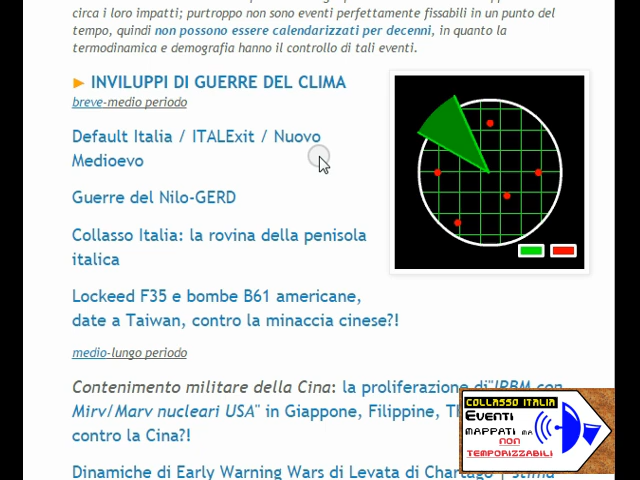 circa i loro impatti; purtroppo non sono eventi perfettamente fissabili in un punto del
tempo, quindi non possono essere calendarizzati per decenni, in quanto la
termodinamica e demografia hanno il controllo di tali eventi.
► INVILUPPI DI GUERRE DEL CLIMA
breve-medio periodo
Default Italia / ITALExit / Nuovo
Medioevo
Guerre del Nilo-GERD
Collasso Italia: la rovina della penisola
italica
Lockeed F35 e bombe B61 americane,
date a Taiwan, contro la minaccia cinese?!
medio-lungo periodo
Contenimento militare della Cina: la proliferazione di"IRBM con
Mirv/Marv nucleari USA" in Giappone, Filippine,
contro la Cina?!
Dinamiche di Early Warning Wars di Levata di
COLLASSO ITALIA
EVENTI
MAPPATI MA
NON
TEMPORIZZABILI